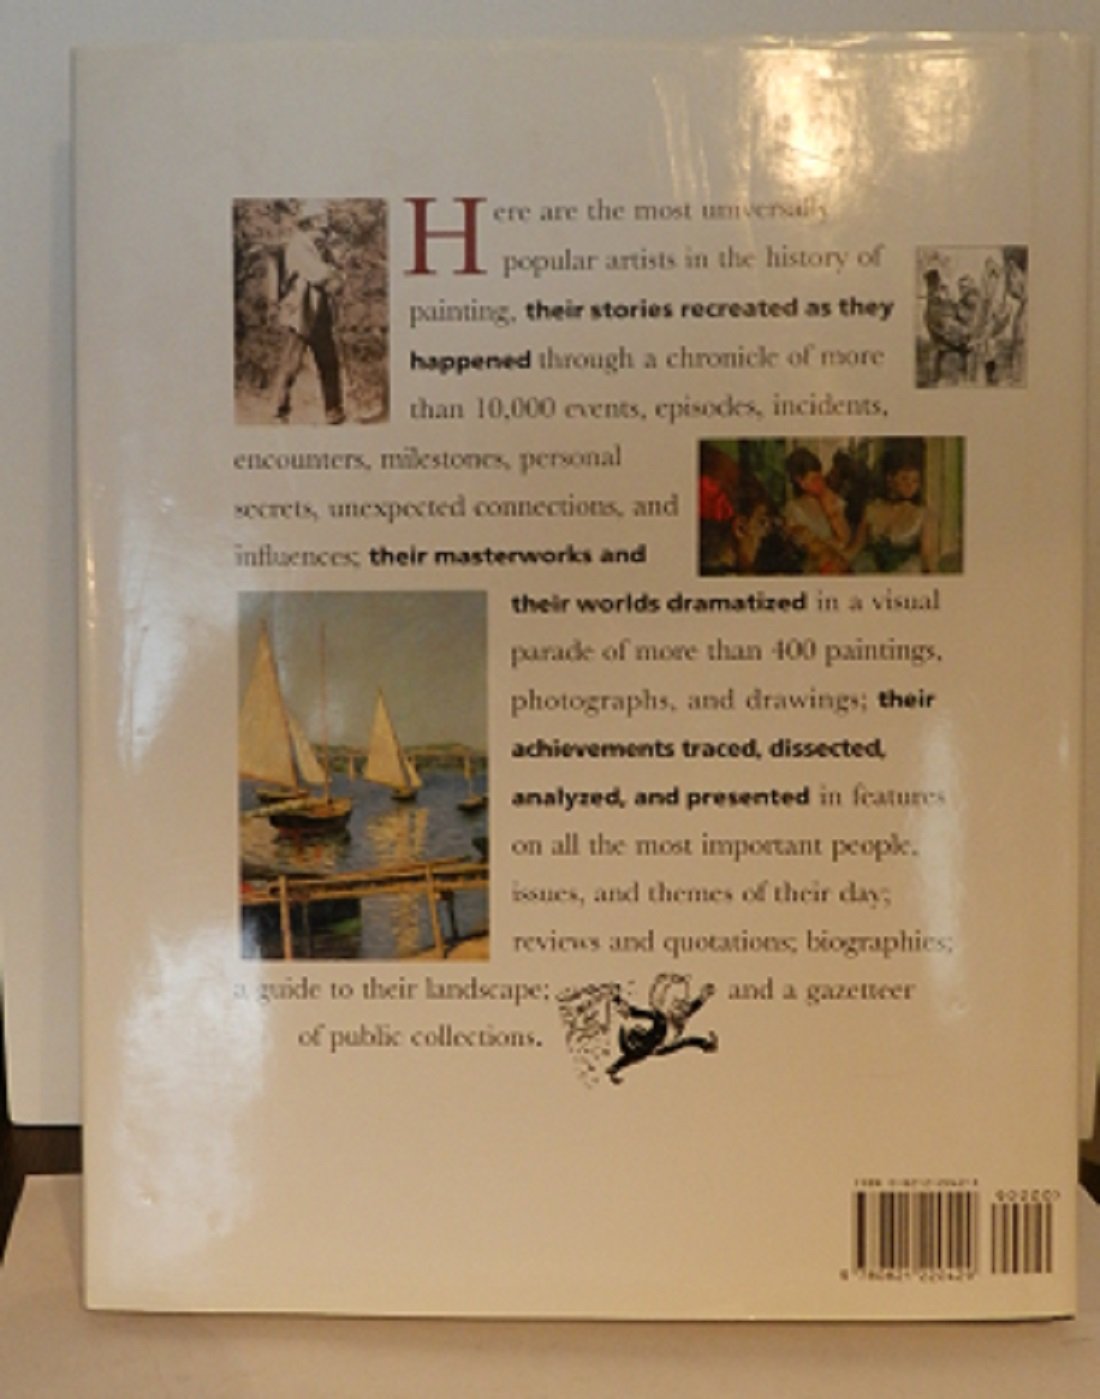 Here are the most universally
popular artists in the history of
painting, their stories recreated as they
happened through a chronicle of more
than 10,000 events, episodes, incidents,
encounters, milestones, personal
secrets, unexpected connections, and
influences; their masterworks and
their worlds dramatized in a visual
parade of more than 400 paintings,
photographs, and drawings; their
achievements traced, dissected,
analyzed, and presented in features
on all the most important people,
issues, and themes of their day;
reviews and quotations; biographies;
a guide to their landscape; and a gazetteer
of public collections.